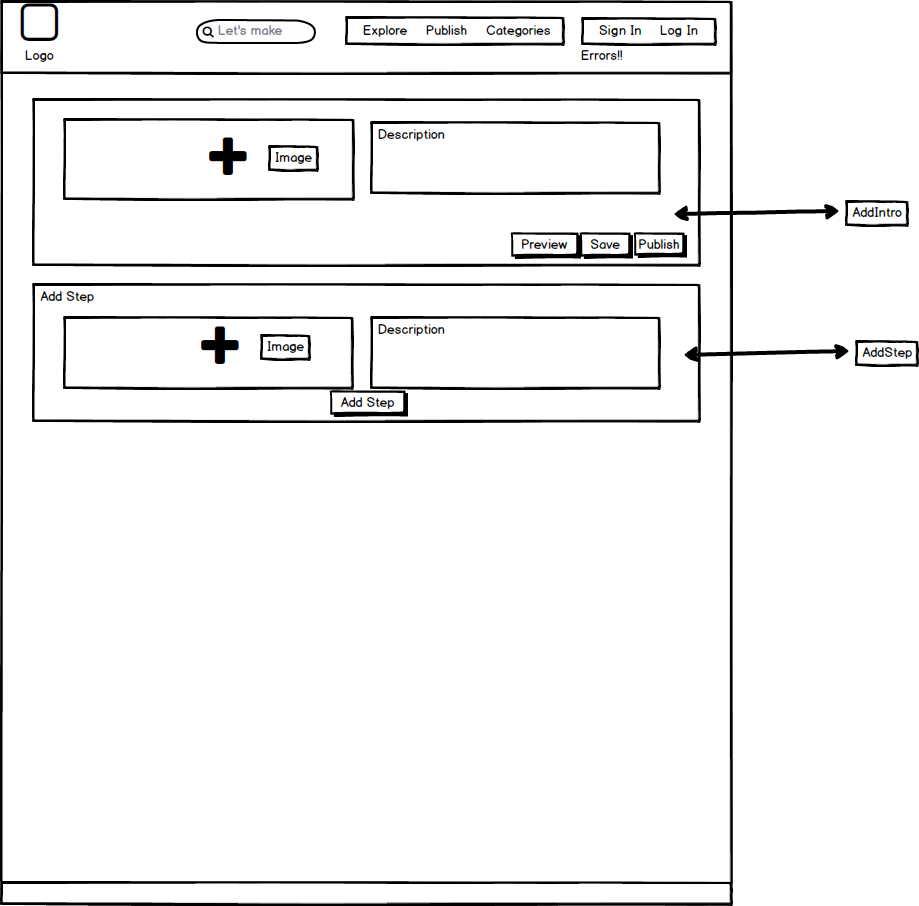 Let's make
Explore Publish Categories
Sign In Log In
Logo
Errors!!
Image
Description
AddIntro
Preview Save Publish
Add Step
Image
Description
AddStep
Add Step